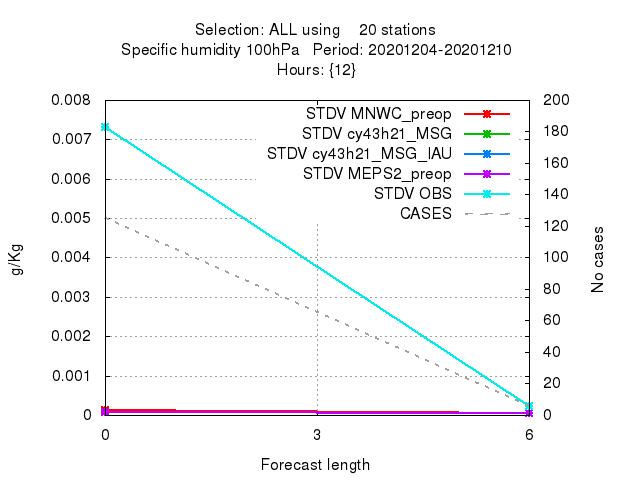 Selection: ALL using 20 stations
Specific humidity 100hPa Period: 20201204-20201210
Hours: {12}
0.008
0.007
0.006
0.005
0.004
0.003
0.002
0.001
0
g/Kg
STDV MNWC_preop
STDV cy43h21_MSG
STDV cy43h21_MSG_IAU
STDV MEPS2_preop
STDV OBS
CASES
200
180
160
140
120
100
80
60
40
20
0
No cases
0 3 6
Forecast length